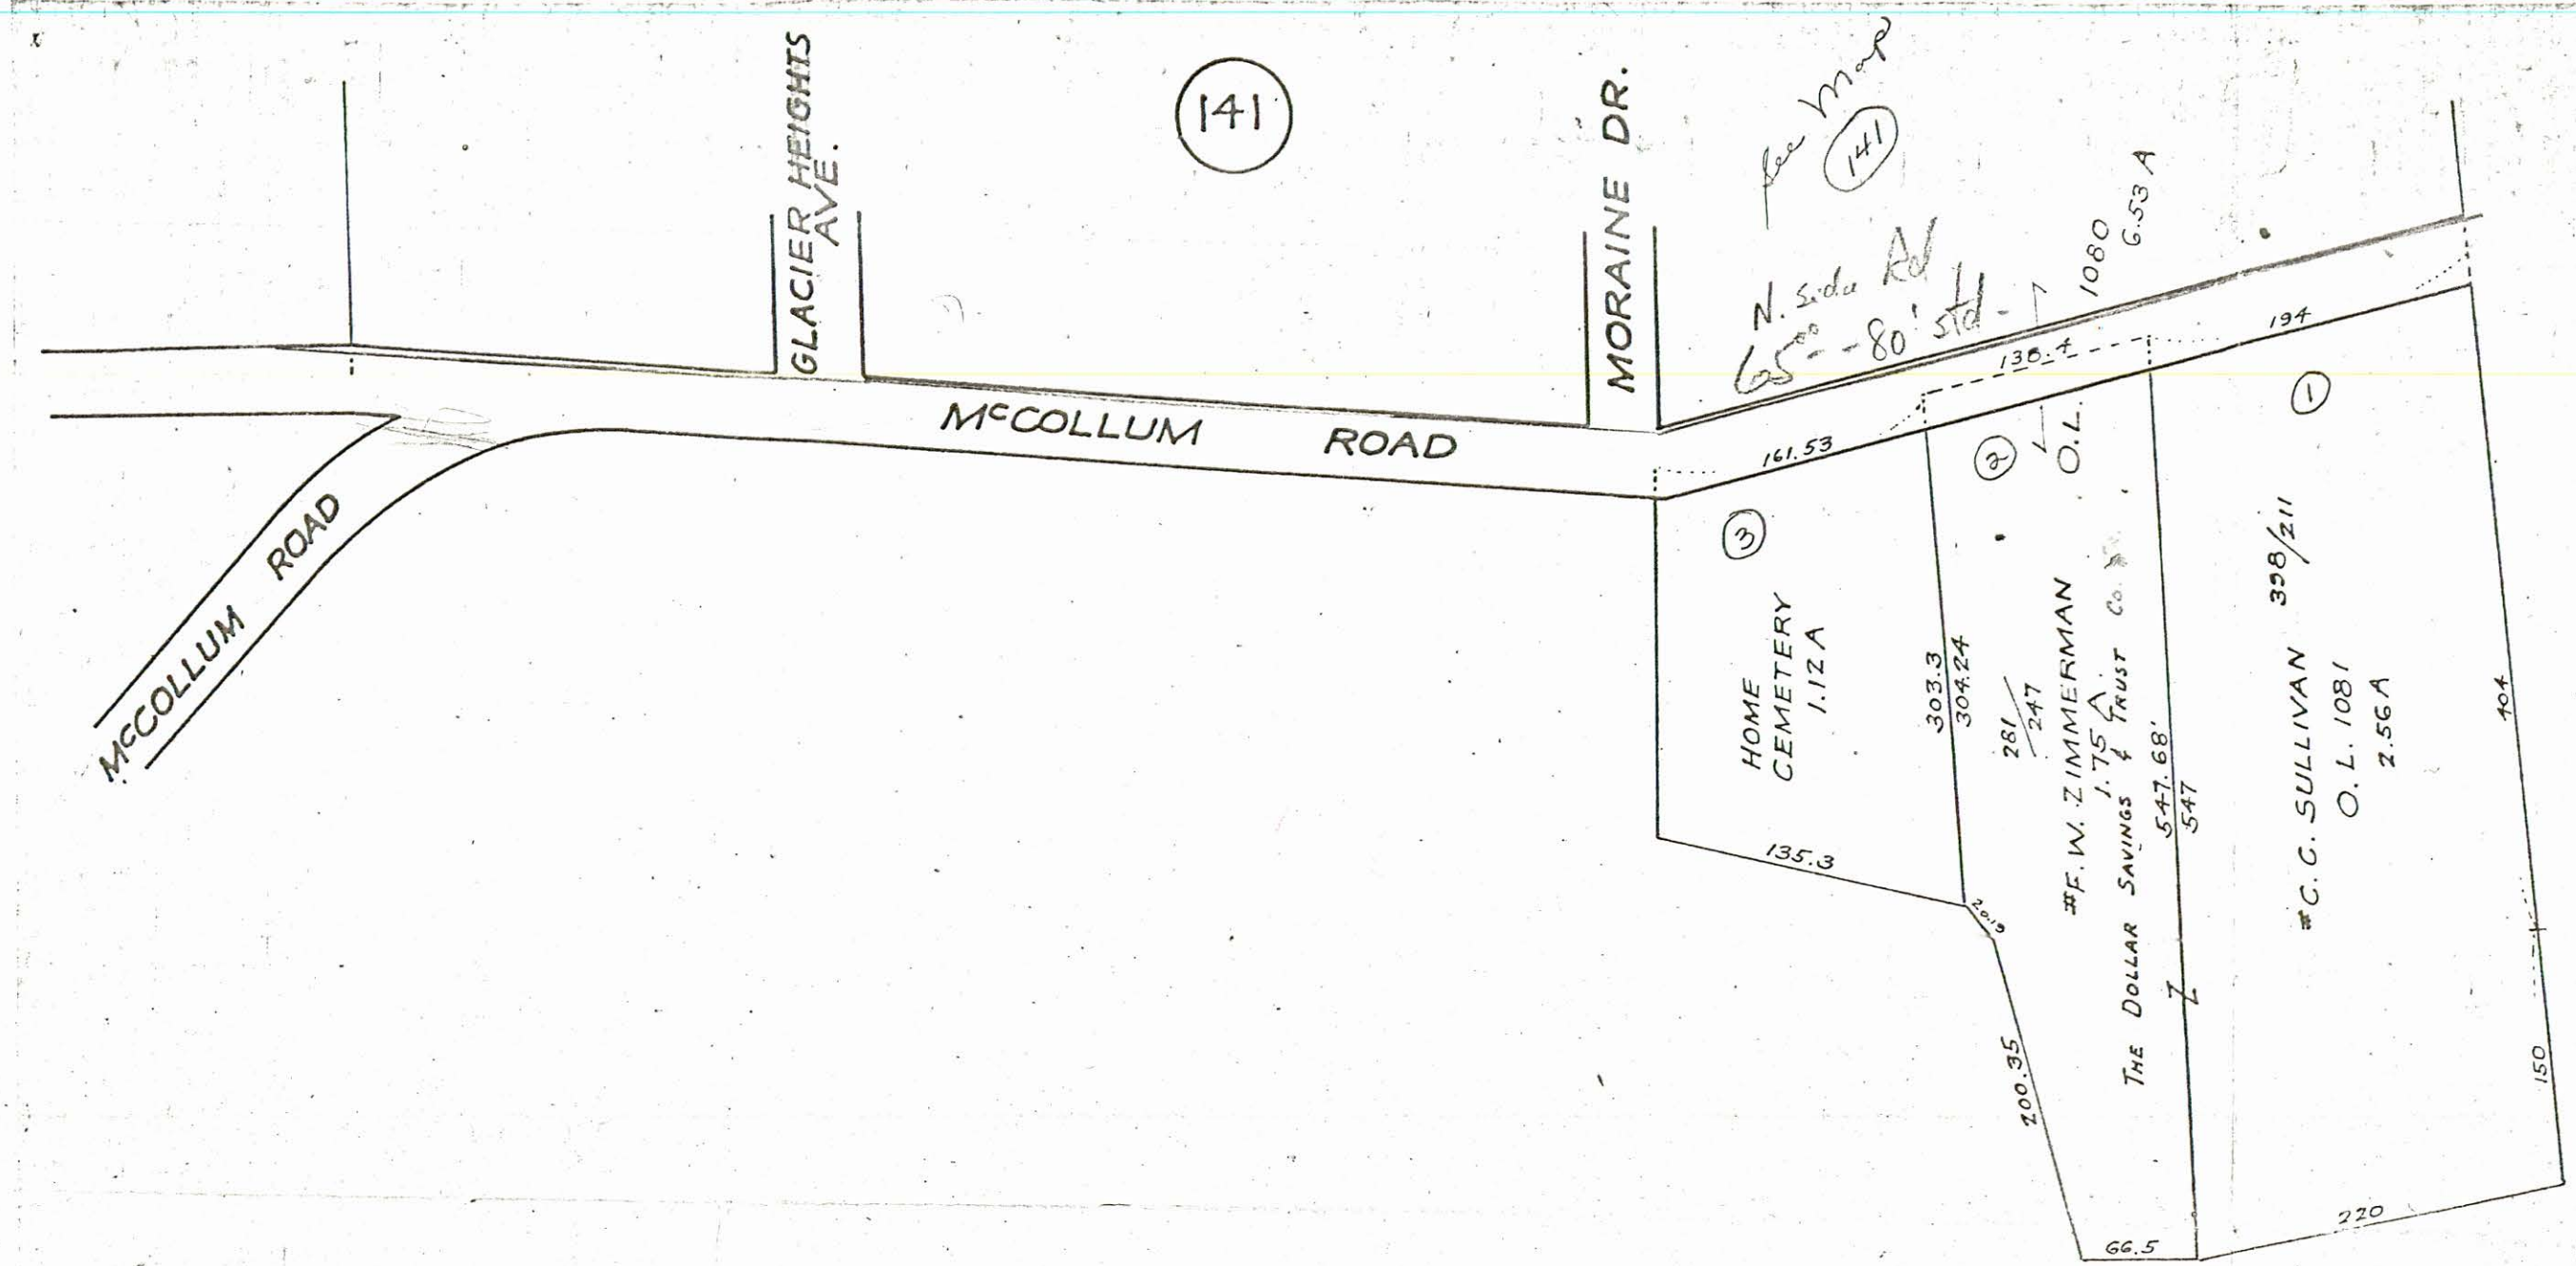 GLACIER HEIGHTS
AVE.
141
MORAINE DR.
See Map
141
N. Side Rd
65° - - 80' std -
1080
6.53 A
McCOLLUM ROAD
McCOLLUM ROAD
161.53
138.4
194
3
HOME
CEMETERY
1.12 A
135.3
303.3
304.24
20.19
200.35
66.5
2
O.L.
281/247
#F. W. ZIMMERMAN
1.75 A.
THE DOLLAR SAVINGS & TRUST Co.
547.68'
547
Z
1
#C. C. SULLIVAN 398/211
O. L. 1081
2.56 A
404
150
220